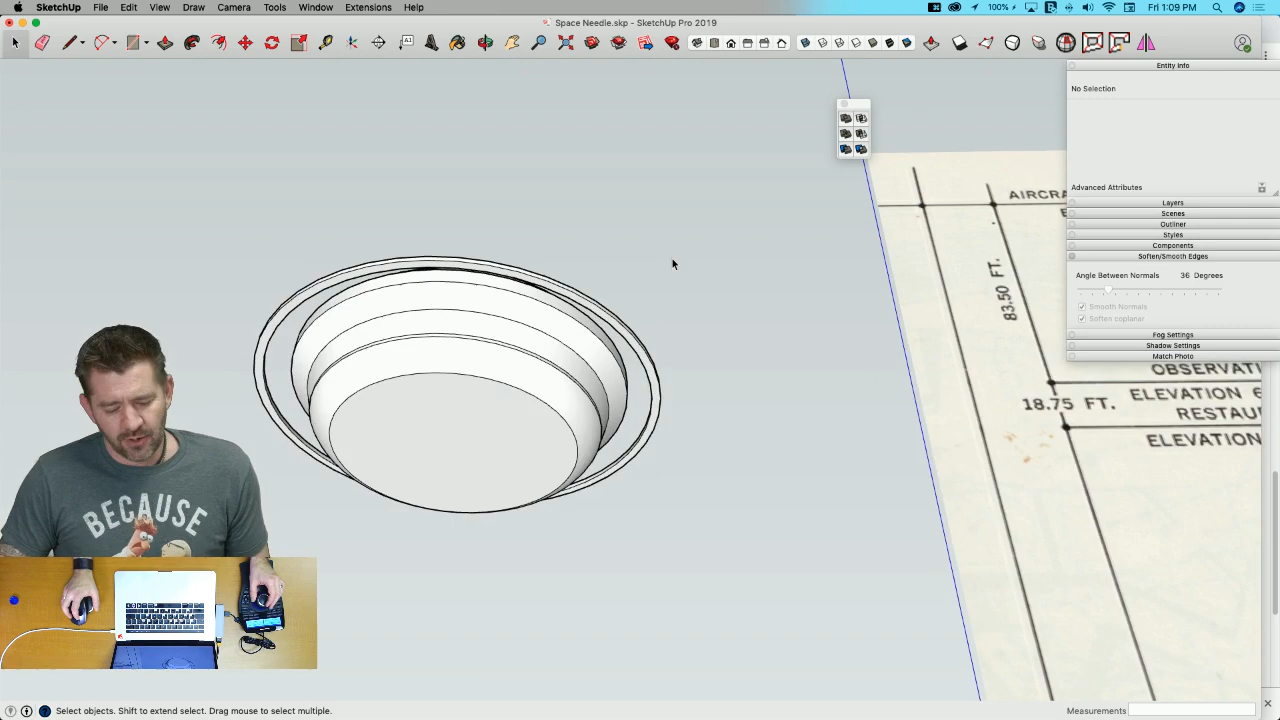 SketchUp File Edit View Draw Camera Tools Window Extensions Help
100% Fri 1:09 PM
Space Needle.skp - SketchUp Pro 2019
Entity Info
No Selection
Advanced Attributes
Layers
Scenes
Outliner
Styles
Components
Soften/Smooth Edges
Angle Between Normals 36 Degrees
Smooth Normals
Soften coplanar
Fog Settings
Shadow Settings
Match Photo
83.50 FT.
18.75 FT.
ELEVATION 6
ELEVATION
BECAUSE
Select objects. Shift to extend select. Drag mouse to select multiple.
Measurements